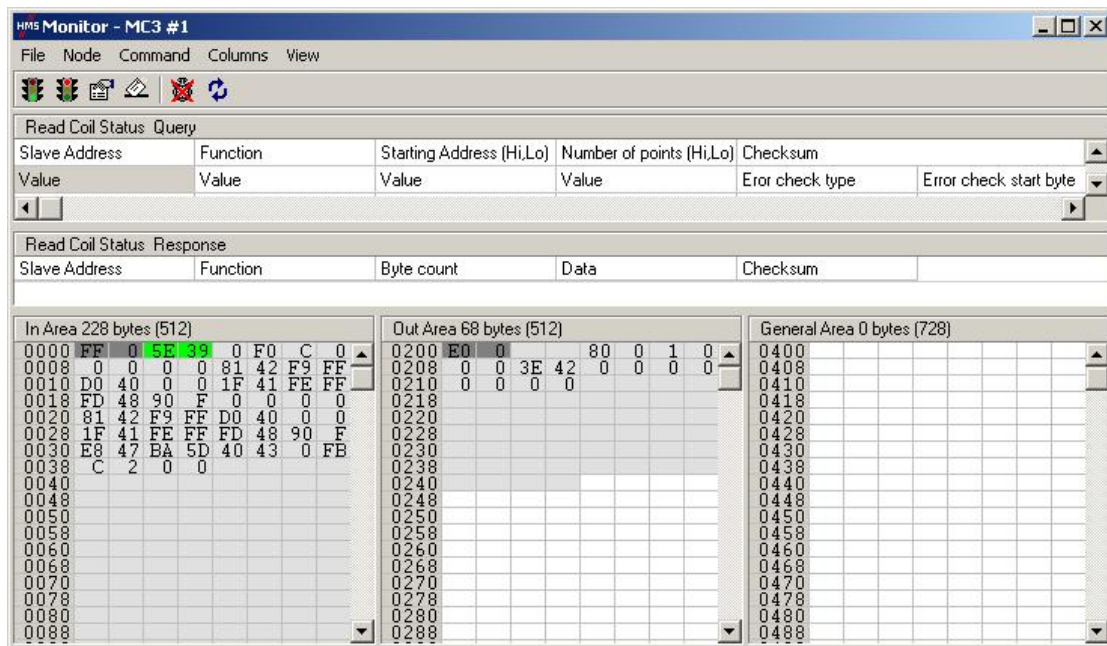 HMS Monitor - MC3 #1
File Node Command Columns View
Read Coil Status Query
Slave Address Function Starting Address (Hi,Lo) Number of points (Hi,Lo) Checksum
Value Value Value Value Eror check type Error check start byte
Read Coil Status Response
Slave Address Function Byte count Data Checksum
In Area 228 bytes (512)
0000 FF 0 5E 39 0 F0 C 0
0008 0 0 0 0 81 42 F9 FF
0010 D0 40 0 0 1F 41 FE FF
0018 FD 48 90 F 0 0 0 0
0020 81 42 F9 FF D0 40 0 0
0028 1F 41 FE FF FD 48 90 F
0030 E8 47 BA 5D 40 43 0 FB
0038 C 2 0 0
0040
0048
0050
0058
0060
0068
0070
0078
0080
0088
Out Area 68 bytes (512)
0200 E0 0 80 0 1 0
0208 0 0 3E 42 0 0 0 0
0210 0 0 0 0
0218
0220
0228
0230
0238
0240
0248
0250
0258
0260
0268
0270
0278
0280
0288
General Area 0 bytes (728)
0400
0408
0410
0418
0420
0428
0430
0438
0440
0448
0450
0458
0460
0468
0470
0478
0480
0488